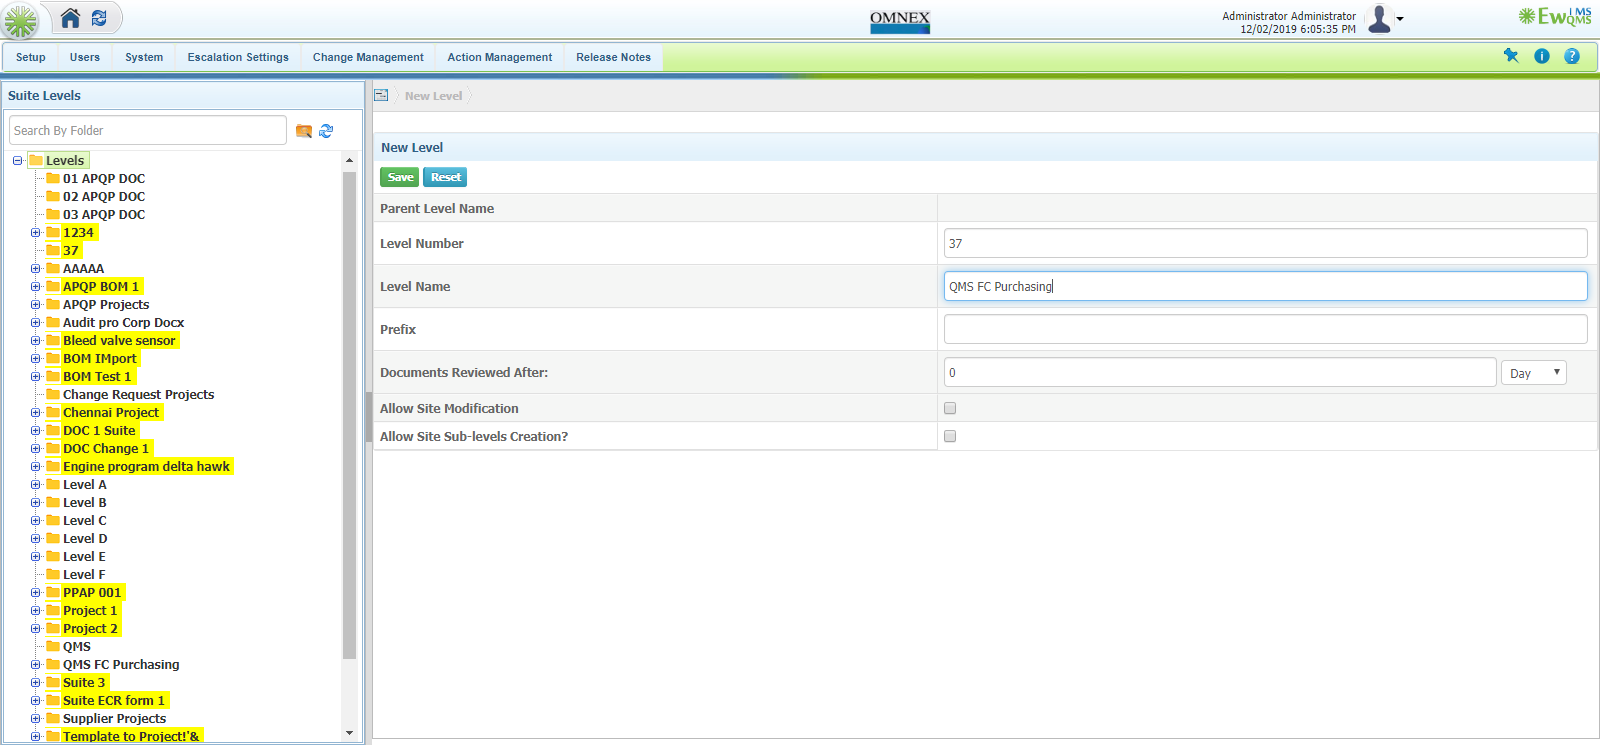 OMNEX
Administrator Administrator
12/02/2019 6:05:35 PM
EwIMS
QMS
Setup
Users
System
Escalation Settings
Change Management
Action Management
Release Notes
Suite Levels
Search By Folder
Levels
01 APQP DOC
02 APQP DOC
03 APQP DOC
1234
37
AAAAA
APQP BOM 1
APQP Projects
Audit pro Corp Docx
Bleed valve sensor
BOM IMport
BOM Test 1
Change Request Projects
Chennai Project
DOC 1 Suite
DOC Change 1
Engine program delta hawk
Level A
Level B
Level C
Level D
Level E
Level F
PPAP 001
Project 1
Project 2
QMS
QMS FC Purchasing
Suite 3
Suite ECR form 1
Supplier Projects
Template to Project!'&
New Level
New Level
Save
Reset
Parent Level Name
Level Number
37
Level Name
QMS FC Purchasing
Prefix
Documents Reviewed After:
0
Day
Allow Site Modification
Allow Site Sub-levels Creation?